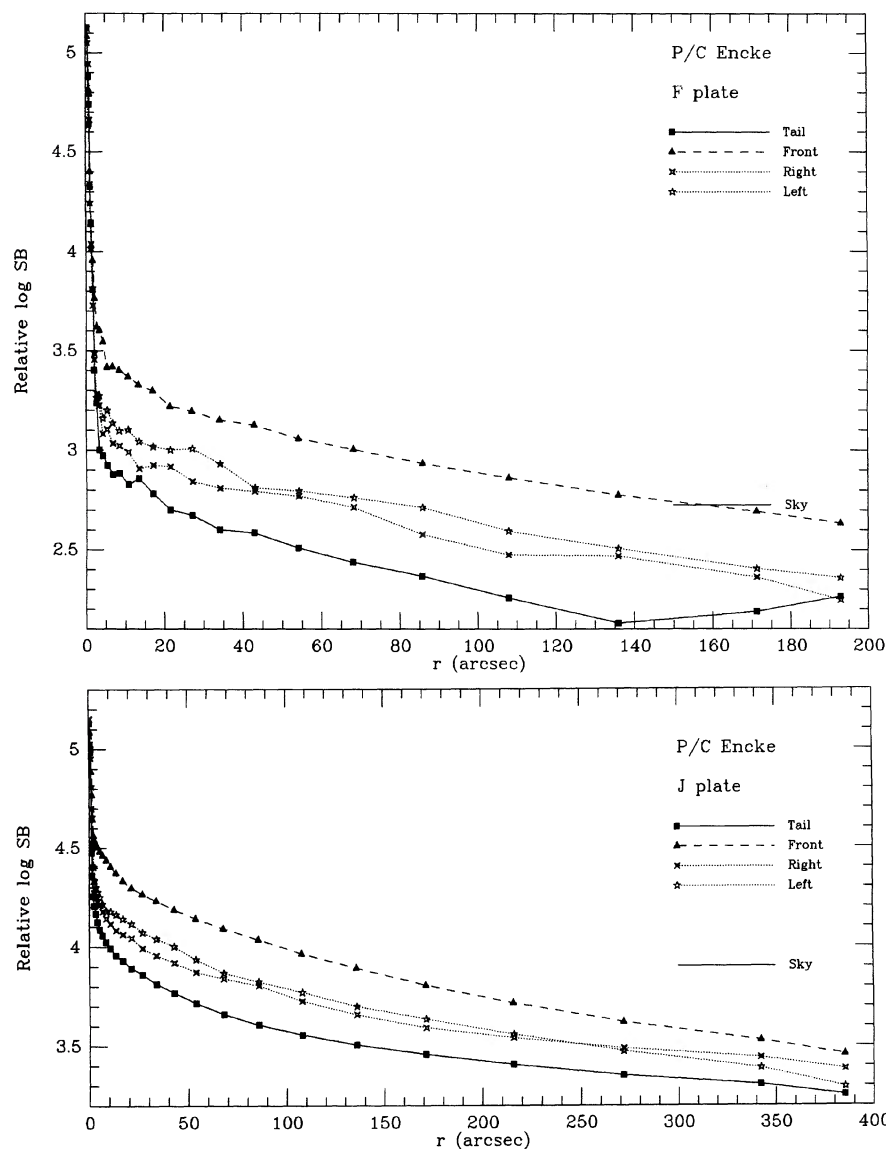 P/C Encke
F plate
Tail
Front
Right
Left
Sky
Relative log SB
5
4.5
4
3.5
3
2.5
0 20 40 60 80 100 120 140 160 180 200
r (arcsec)
P/C Encke
J plate
Tail
Front
Right
Left
Sky
Relative log SB
5
4.5
4
3.5
0 50 100 150 200 250 300 350 400
r (arcsec)